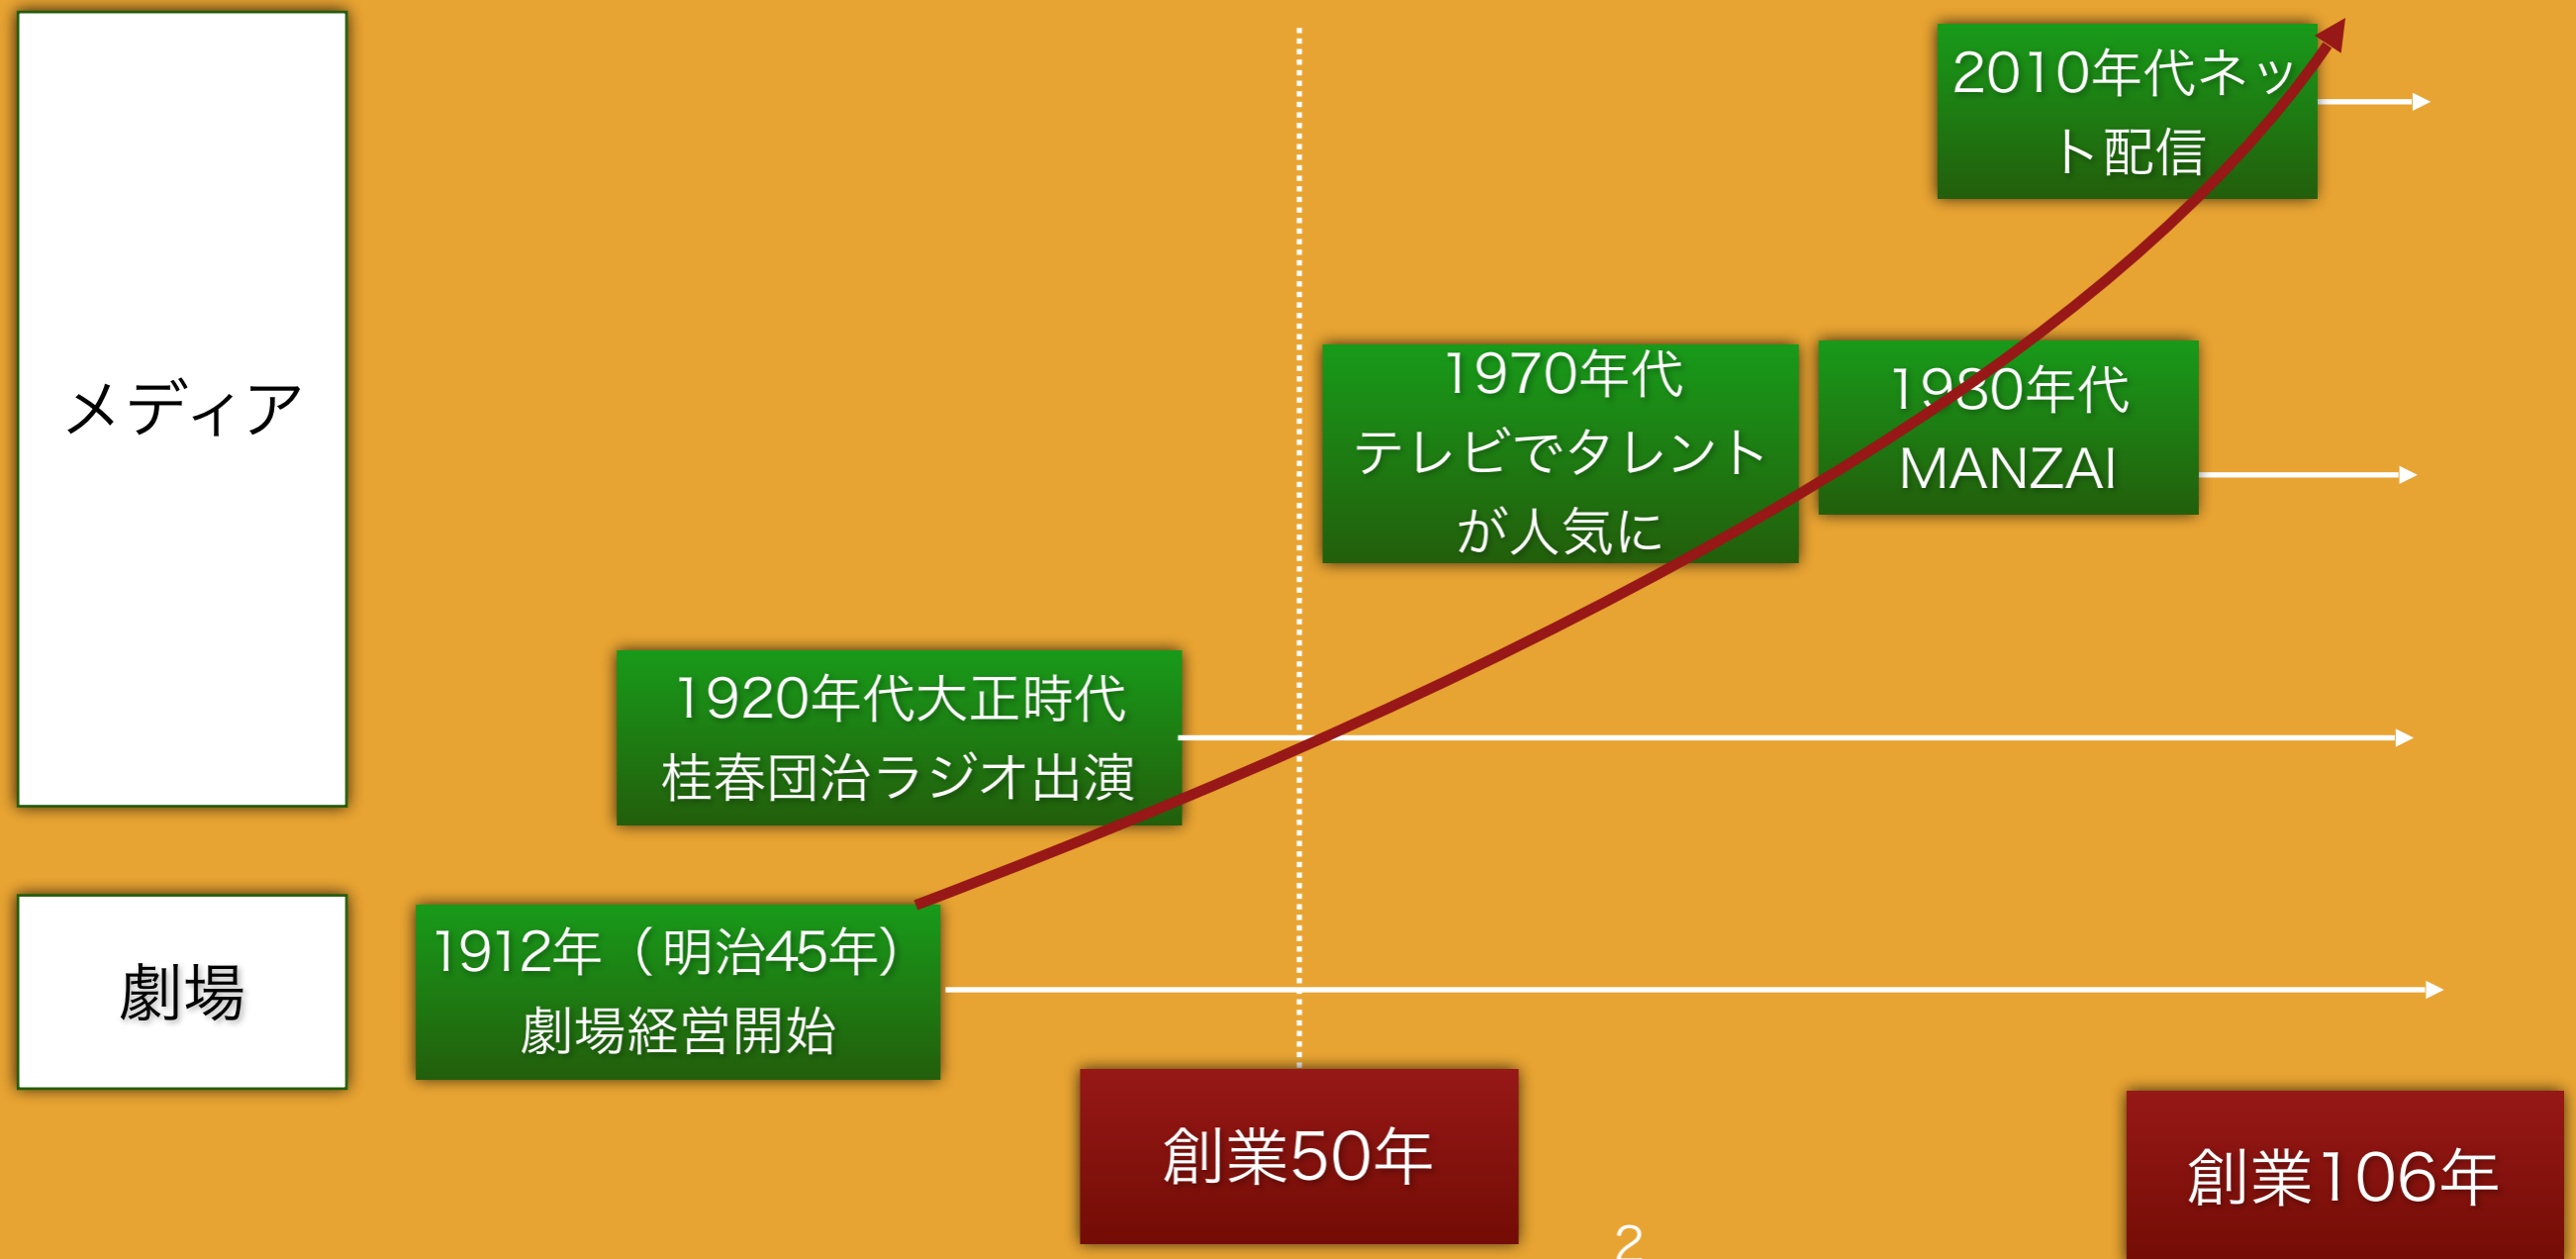 メディア
2010年代ネッ
ト配信
1970年代
テレビでタレント
が人気に
1980年代
MANZAI
1920年代大正時代
桂春団治ラジオ出演
劇場
1912年（明治45年）
劇場経営開始
創業50年
創業106年
2